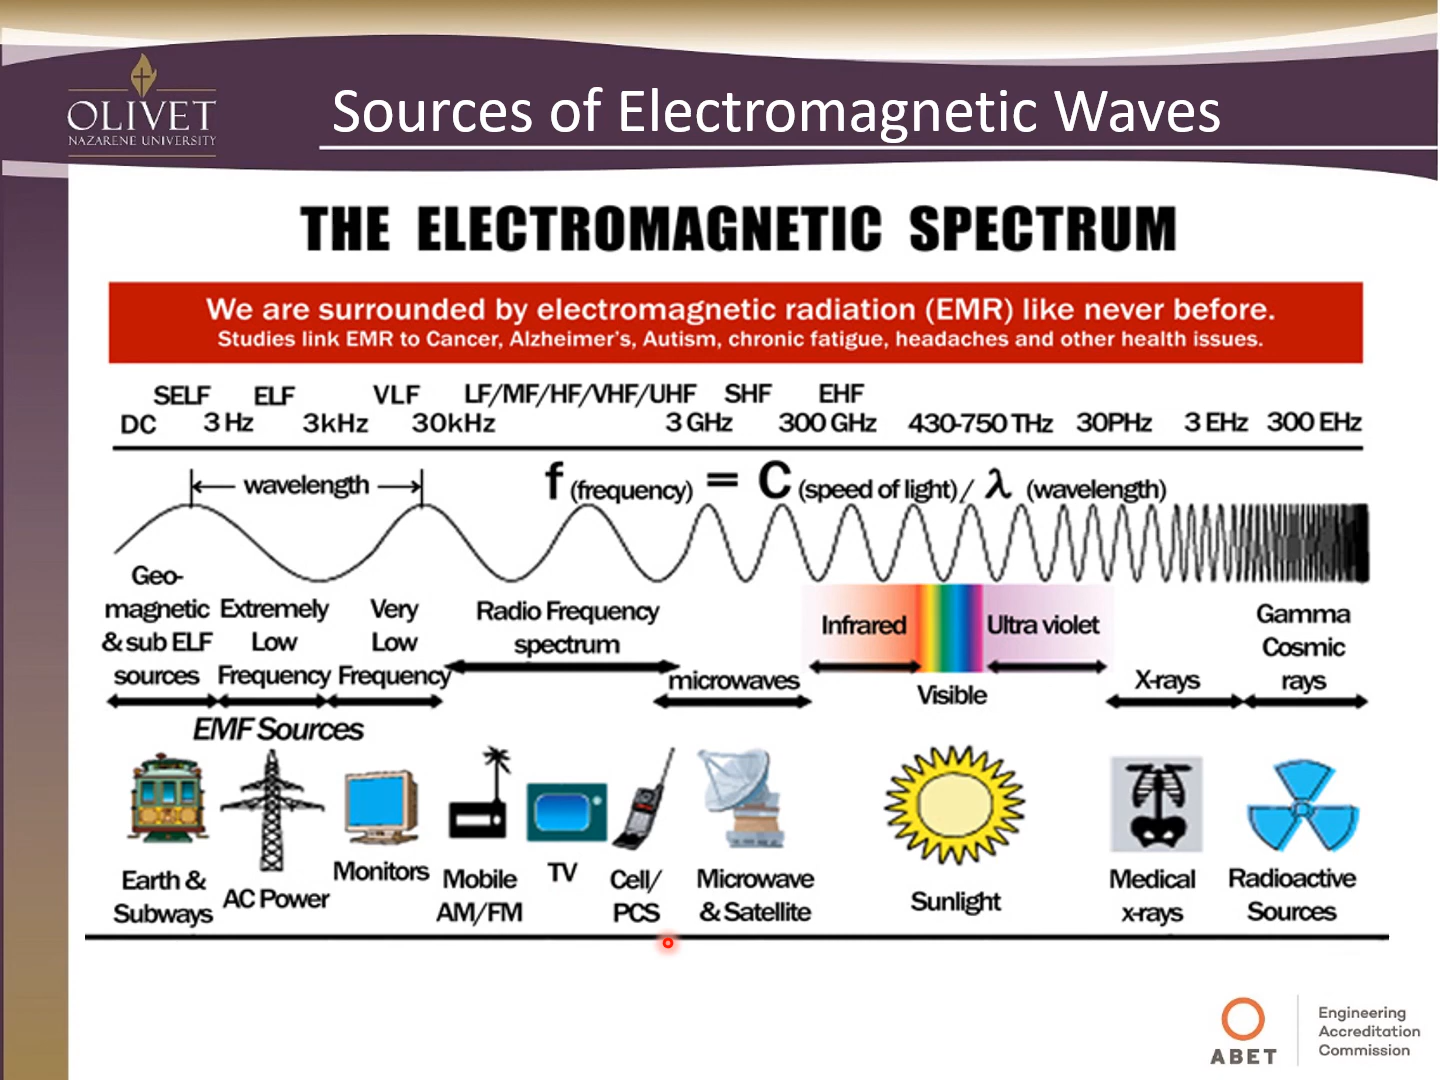 OLIVET
NAZARENE UNIVERSITY
Sources of Electromagnetic Waves
THE ELECTROMAGNETIC SPECTRUM
We are surrounded by electromagnetic radiation (EMR) like never before.
Studies link EMR to Cancer, Alzheimer's, Autism, chronic fatigue, headaches and other health issues.
SELF ELF VLF LF/MF/HF/VHF/UHF SHF EHF
DC 3 Hz 3kHz 30kHz 3 GHz 300 GHz 430-750 THz 30PHz 3 EHz 300 EHz
wavelength
f (frequency) = C (speed of light) / λ (wavelength)
Geo-
magnetic
& sub ELF
sources
Extremely
Low
Frequency
Very
Low
Frequency
Radio Frequency
spectrum
microwaves
Infrared
Visible
Ultra violet
X-rays
Gamma
Cosmic
rays
EMF Sources
Earth &
Subways
AC Power
Monitors
Mobile
AM/FM
TV
Cell/
PCS
Microwave
& Satellite
Sunlight
Medical
x-rays
Radioactive
Sources
ABET
Engineering
Accreditation
Commission